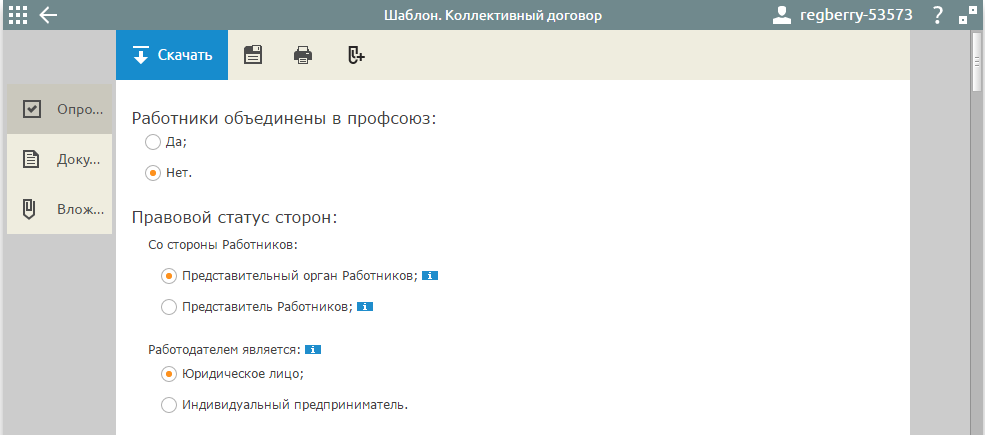 Шаблон. Коллективный договор
regberry-53573
?
Скачать
Опро...
Доку...
Влож...
Работники объединены в профсоюз:
Да;
Нет.
Правовой статус сторон:
Со стороны Работников:
Представительный орган Работников; i
Представитель Работников; i
Работодателем является: i
Юридическое лицо;
Индивидуальный предприниматель.